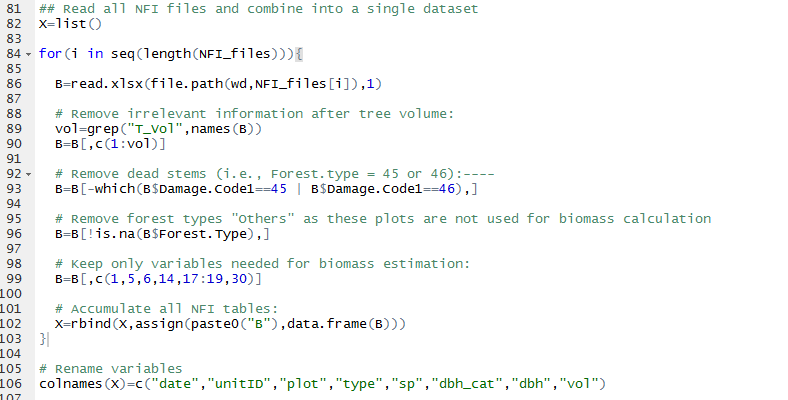 81 ## Read all NFI files and combine into a single dataset
82 X=list()
83
84 for(i in seq(length(NFI_files))){
85
86 B=read.xlsx(file.path(wd,NFI_files[i]),1)
87
88 # Remove irrelevant information after tree volume:
89 vol=grep("T_Vol",names(B))
90 B=B[,c(1:vol)]
91
92 # Remove dead stems (i.e., Forest.type = 45 or 46):----
93 B=B[-which(B$Damage.Code1==45 | B$Damage.Code1==46),]
94
95 # Remove forest types "Others" as these plots are not used for biomass calculation
96 B=B[!is.na(B$Forest.Type),]
97
98 # Keep only variables needed for biomass estimation:
99 B=B[,c(1,5,6,14,17:19,30)]
100
101 # Accumulate all NFI tables:
102 X=rbind(X,assign(paste0("B"),data.frame(B)))
103 }
104
105 # Rename variables
106 colnames(X)=c("date","unitID","plot","type","sp","dbh_cat","dbh","vol")
107